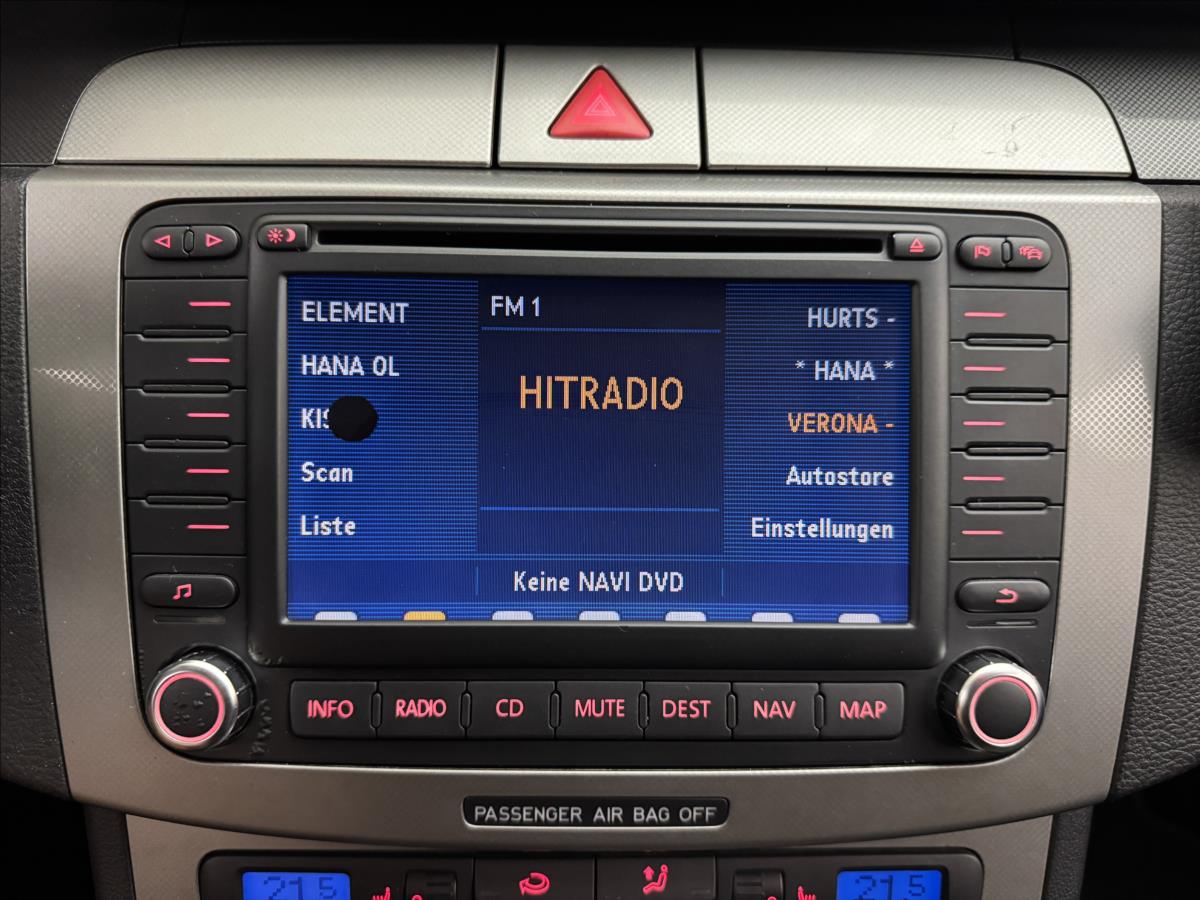 ELEMENT
HANA OL
Scan
Liste
FM 1
HITRADIO
HURTS -
* HANA *
VERONA -
Autostore
Einstellungen
Keine NAVI DVD
INFO RADIO CD MUTE DEST NAV MAP
PASSENGER AIR BAG OFF
21.5 21.5